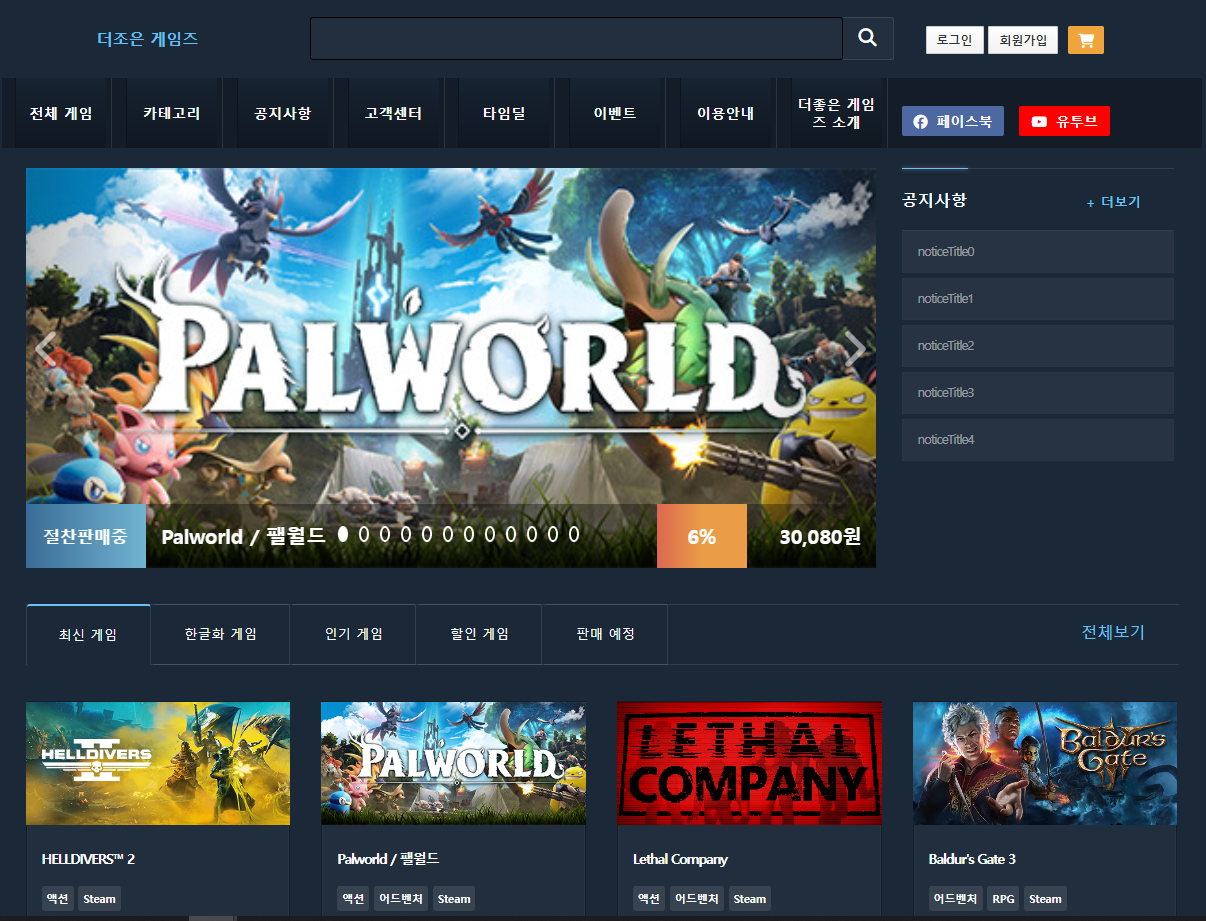 더조은 게임즈
로그인 회원가입
전체 게임 카테고리 공지사항 고객센터 타임딜 이벤트 이용안내 더좋은 게임
즈 소개
페이스북 유투브
PALWORLD
절찬판매중 Palworld / 팰월드 6% 30,080원
공지사항 + 더보기
noticeTitle0
noticeTitle1
noticeTitle2
noticeTitle3
noticeTitle4
최신 게임 한글화 게임 인기 게임 할인 게임 판매 예정 전체보기
HELLDIVERS II
HELLDIVERS™ 2
액션 Steam
PALWORLD
Palworld / 팰월드
액션 어드벤처 Steam
LETHAL
COMPANY
Lethal Company
액션 어드벤처 Steam
BALDUR'S
GATE III
Baldur's Gate 3
어드벤처 RPG Steam